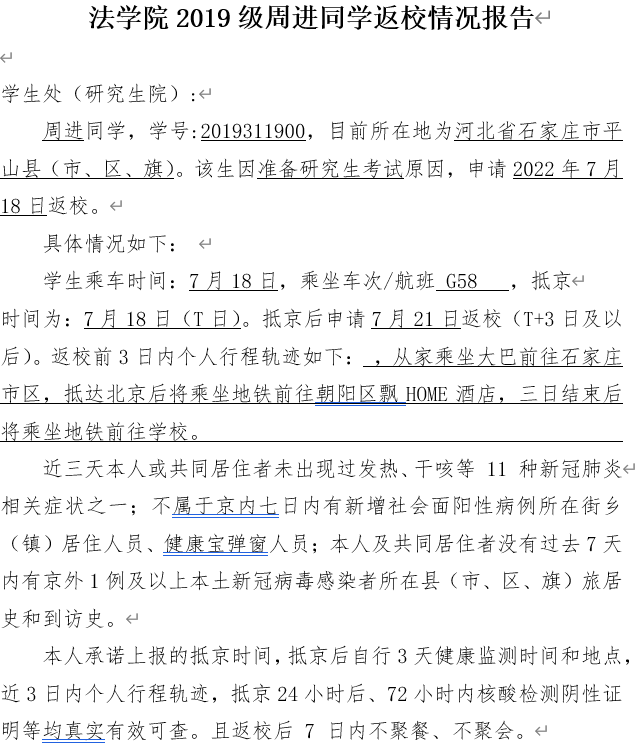 法学院 2019 级周进同学返校情况报告
学生处（研究生院）:
周进同学，学号:2019311900，目前所在地为河北省石家庄市平
山县（市、区、旗）。该生因准备研究生考试原因，申请 2022 年 7 月
18 日返校。
具体情况如下：
学生乘车时间：7 月 18 日，乘坐车次/航班 G58 ，抵京
时间为：7 月 18 日（T 日）。抵京后申请 7 月 21 日返校（T+3 日及以
后）。返校前 3 日内个人行程轨迹如下： ，从家乘坐大巴前往石家庄
市区，抵达北京后将乘坐地铁前往朝阳区飘 HOME 酒店，三日结束后
将乘坐地铁前往学校。
近三天本人或共同居住者未出现过发热、干咳等 11 种新冠肺炎
相关症状之一；不属于京内七日内有新增社会面阳性病例所在街乡
（镇）居住人员、健康宝弹窗人员；本人及共同居住者没有过去 7 天
内有京外 1 例及以上本土新冠病毒感染者所在县（市、区、旗）旅居
史和到访史。
本人承诺上报的抵京时间，抵京后自行 3 天健康监测时间和地点，
近 3 日内个人行程轨迹，抵京 24 小时后、72 小时内核酸检测阴性证
明等均真实有效可查。且返校后 7 日内不聚餐、不聚会。